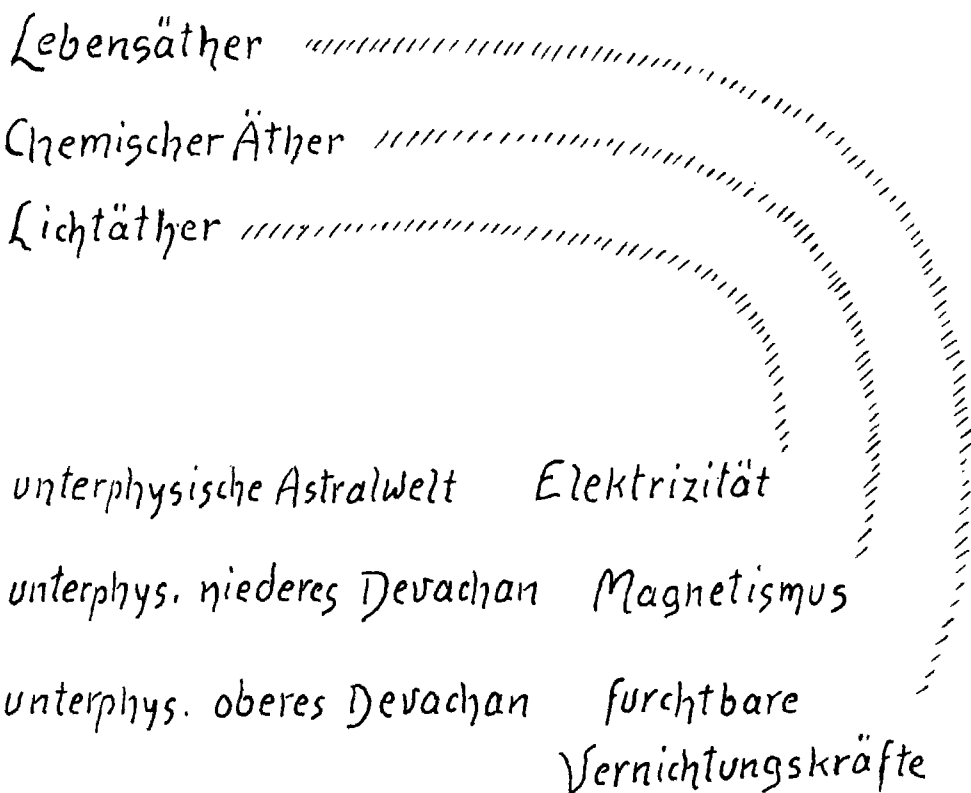 Lebensäther
Chemischer Äther
Lichtäther
unterphysische Astralwelt Elektrizität
unterphys. niederes Devachan Magnetismus
unterphys. oberes Devachan furchtbare
Vernichtungskräfte